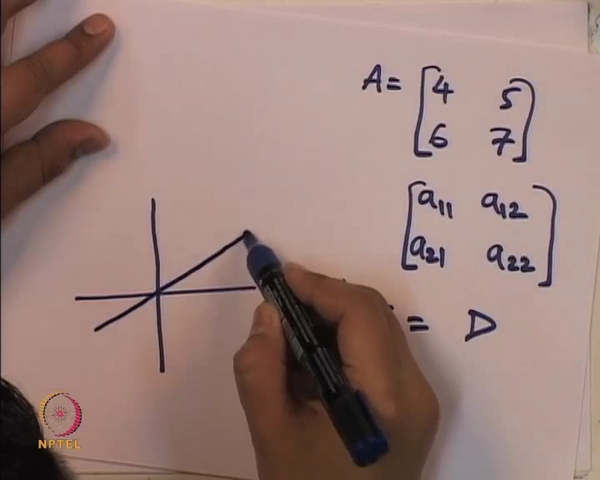 A = [4 5
6 7]
[a11 a12
a21 a22]
= D
NPTEL